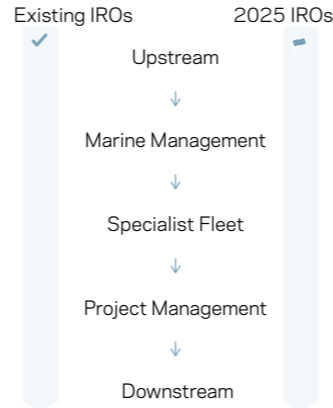 Existing IROs 2025 IROs
Upstream
Marine Management
Specialist Fleet
Project Management
Downstream